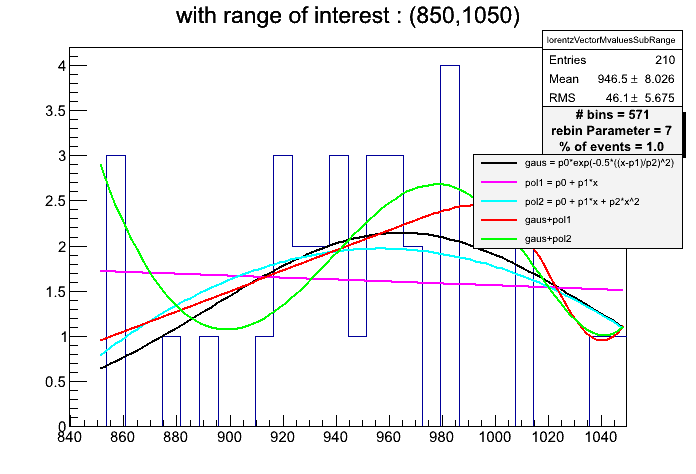 with range of interest : (850,1050)
lorentzVectorMvaluesSubRange
Entries 210
Mean 946.5 ± 8.026
RMS 46.1 ± 5.675
# bins = 571
rebin Parameter = 7
% of events = 1.0
gaus = p0*exp(-0.5*((x-p1)/p2)^2)
pol1 = p0 + p1*x
pol2 = p0 + p1*x + p2*x^2
gaus+pol1
gaus+pol2
4
3.5
3
2.5
2
1.5
1
0.5
0
840 860 880 900 920 940 960 980 1000 1020 1040